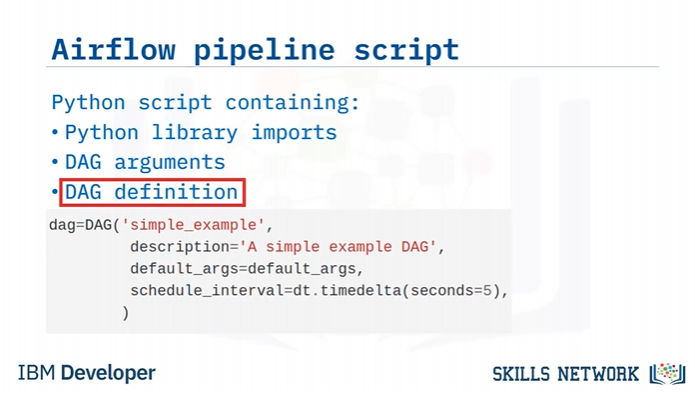 Airflow pipeline script
Python script containing:
• Python library imports
• DAG arguments
• DAG definition
dag=DAG('simple_example',
         description='A simple example DAG',
         default_args=default_args,
         schedule_interval=dt.timedelta(seconds=5),
        )
IBM Developer
SKILLS NETWORK